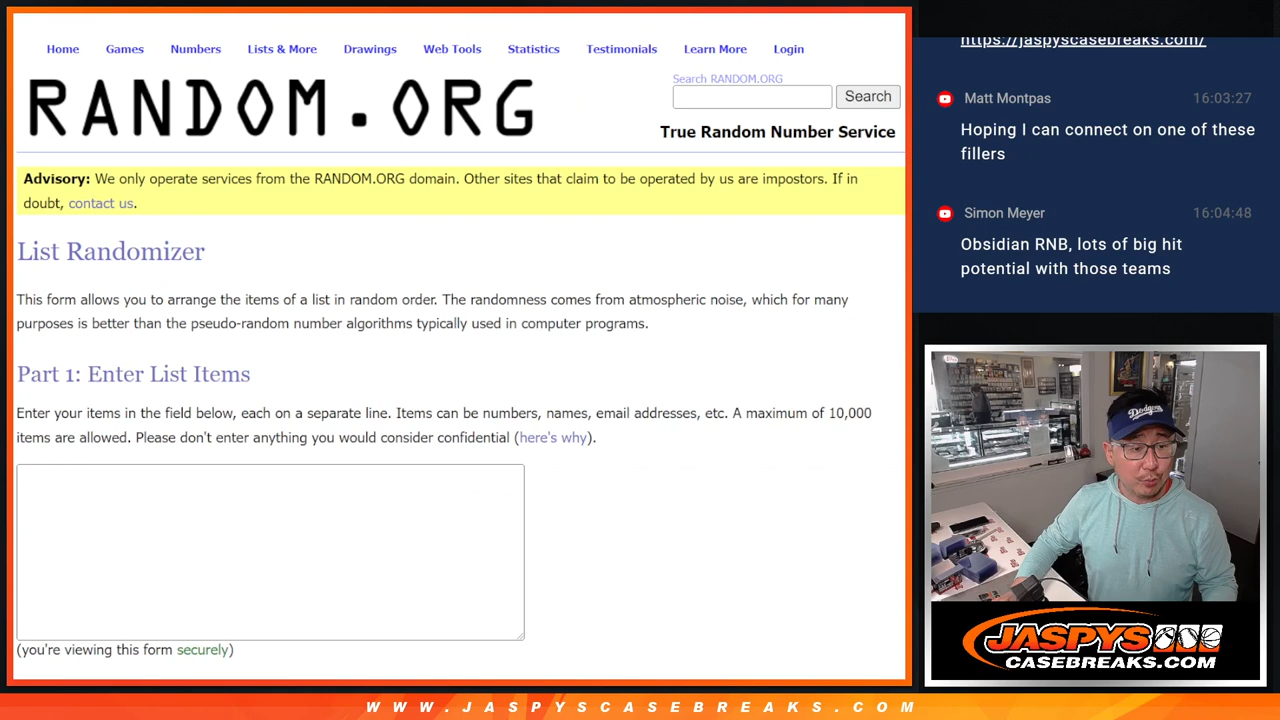 Home Games Numbers Lists & More Drawings Web Tools Statistics Testimonials Learn More Login
RANDOM.ORG
Search RANDOM.ORG
Search
True Random Number Service
Advisory: We only operate services from the RANDOM.ORG domain. Other sites that claim to be operated by us are impostors. If in
doubt, contact us.
List Randomizer
This form allows you to arrange the items of a list in random order. The randomness comes from atmospheric noise, which for many
purposes is better than the pseudo-random number algorithms typically used in computer programs.
Part 1: Enter List Items
Enter your items in the field below, each on a separate line. Items can be numbers, names, email addresses, etc. A maximum of 10,000
items are allowed. Please don't enter anything you would consider confidential (here's why).
(you're viewing this form securely)
https://jaspyscasebreaks.com/
Matt Montpas 16:03:27
Hoping I can connect on one of these
fillers
Simon Meyer 16:04:48
Obsidian RNB, lots of big hit
potential with those teams
Dodgers
JASPYS
CASEBREAKS.COM
WWW.JASPYSCASEBREAKS.COM